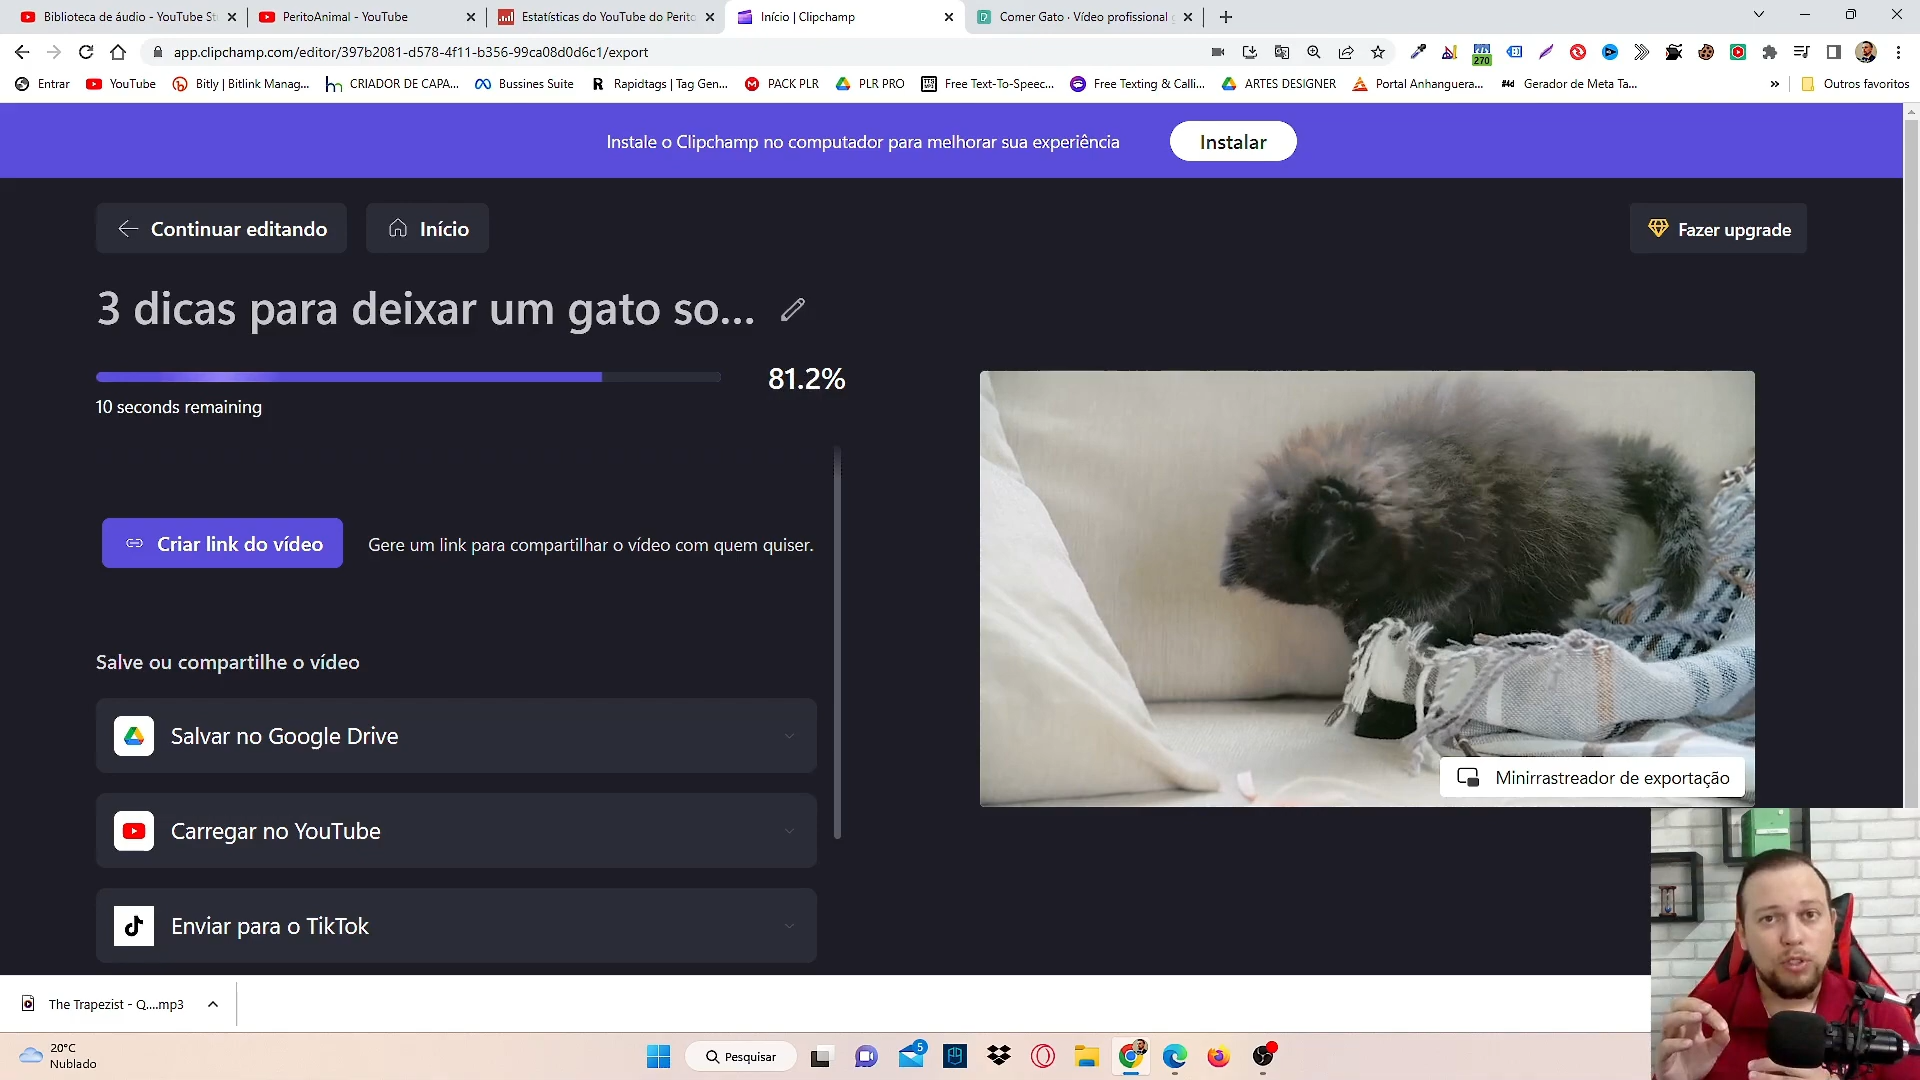 Biblioteca de áudio - YouTube St
PeritoAnimal - YouTube
Estatísticas do YouTube do Perito
Início | Clipchamp
Comer Gato · Vídeo profissional
app.clipchamp.com/editor/397b2081-d578-4f11-b356-99ca08d0d6c1/export
270
Entrar
YouTube
Bitly | Bitlink Manag...
CRIADOR DE CAPA...
Bussines Suite
Rapidtags | Tag Gen...
PACK PLR
PLR PRO
Free Text-To-Speec...
Free Texting & Calli...
ARTES DESIGNER
Portal Anhanguera...
Gerador de Meta Ta...
»
Outros favoritos
Instale o Clipchamp no computador para melhorar sua experiência
Instalar
Continuar editando
Início
Fazer upgrade
3 dicas para deixar um gato so...
81.2%
10 seconds remaining
Criar link do vídeo
Gere um link para compartilhar o vídeo com quem quiser.
Salve ou compartilhe o vídeo
Salvar no Google Drive
Carregar no YouTube
Enviar para o TikTok
Minirrastreador de exportação
The Trapezist - Q....mp3
20°C
Nublado
Pesquisar
5